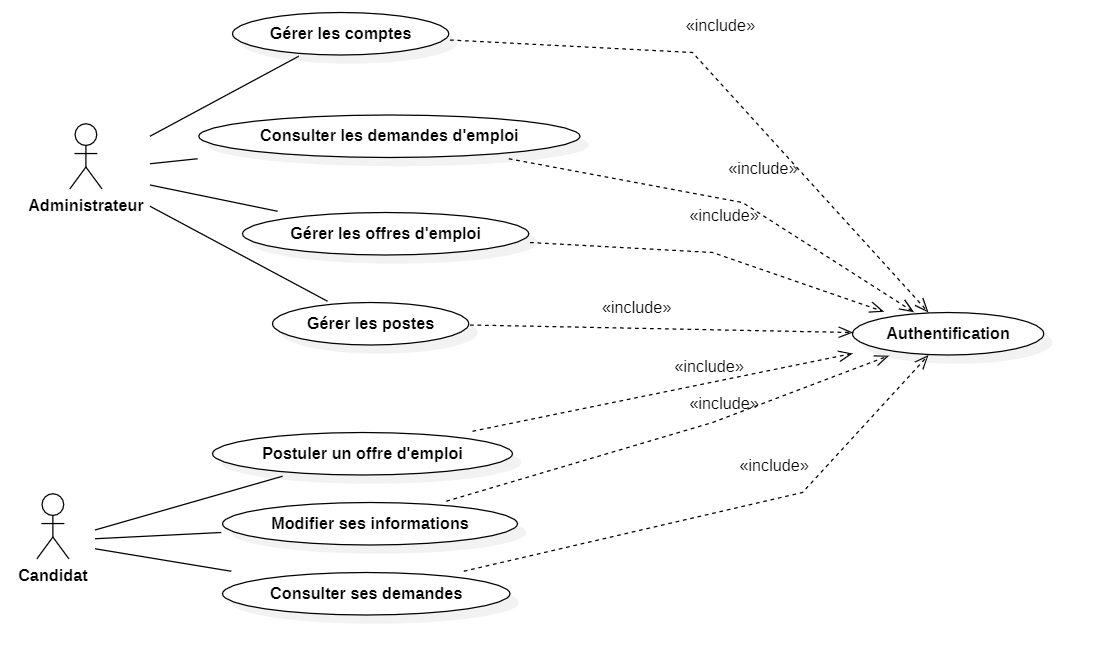 «include»
Gérer les comptes
Consulter les demandes d'emploi
«include»
Administrateur
«include»
Gérer les offres d'emploi
«include»
Gérer les postes
Authentification
«include»
«include»
Postuler un offre d'emploi
«include»
Modifier ses informations
Candidat
Consulter ses demandes